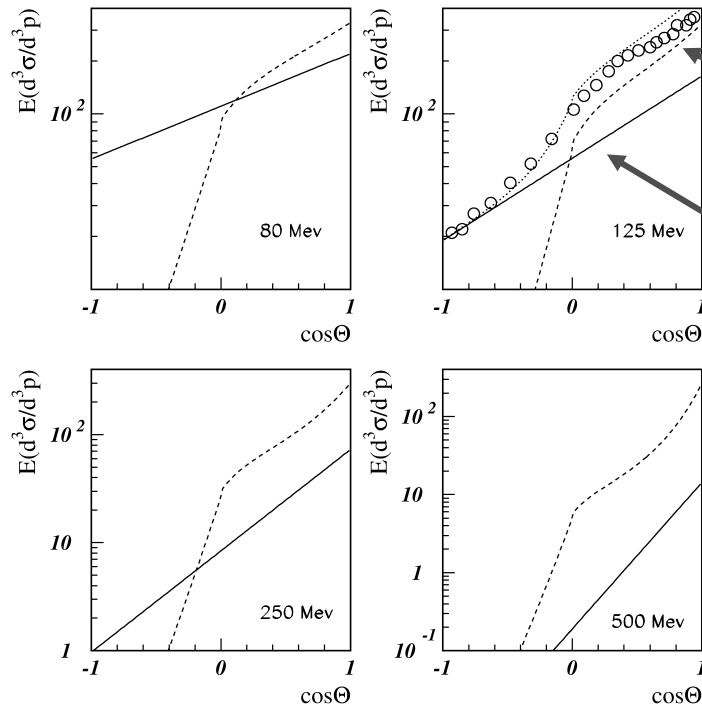 E(d³σ/d³p)
10²
80 Mev
-1 0 1
cosΘ
E(d³σ/d³p)
10²
125 Mev
-1 0 1
cosΘ
E(d³σ/d³p)
10²
10
1
250 Mev
-1 0 1
cosΘ
E(d³σ/d³p)
10²
10
1
10⁻¹
500 Mev
-1 0 1
cosΘ